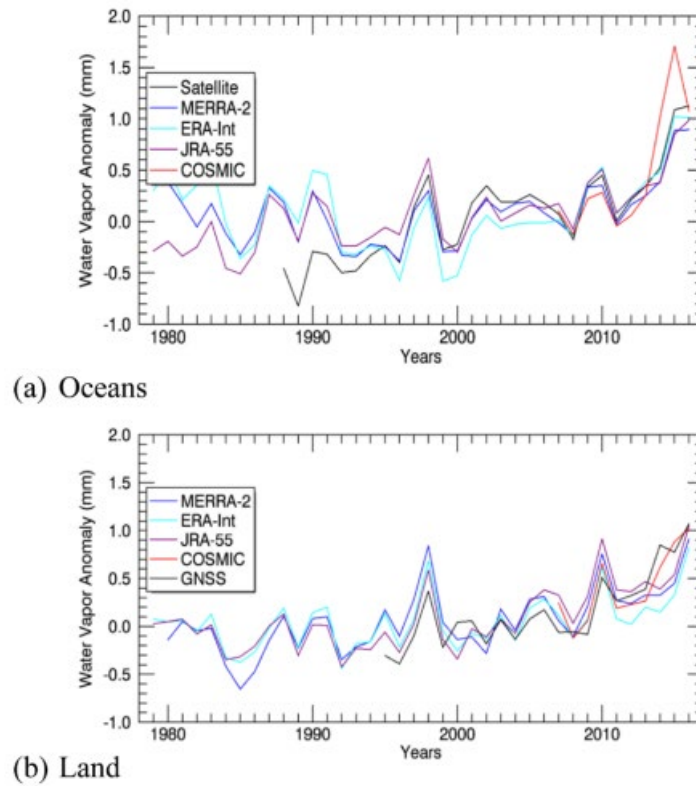 2.0
1.5
1.0
0.5
0.0
-0.5
-1.0
Water Vapor Anomaly (mm)
Satellite
MERRA-2
ERA-Int
JRA-55
COSMIC
1980 1990 2000 2010
Years
(a) Oceans
2.0
1.5
1.0
0.5
0.0
-0.5
-1.0
Water Vapor Anomaly (mm)
MERRA-2
ERA-Int
JRA-55
COSMIC
GNSS
1980 1990 2000 2010
Years
(b) Land